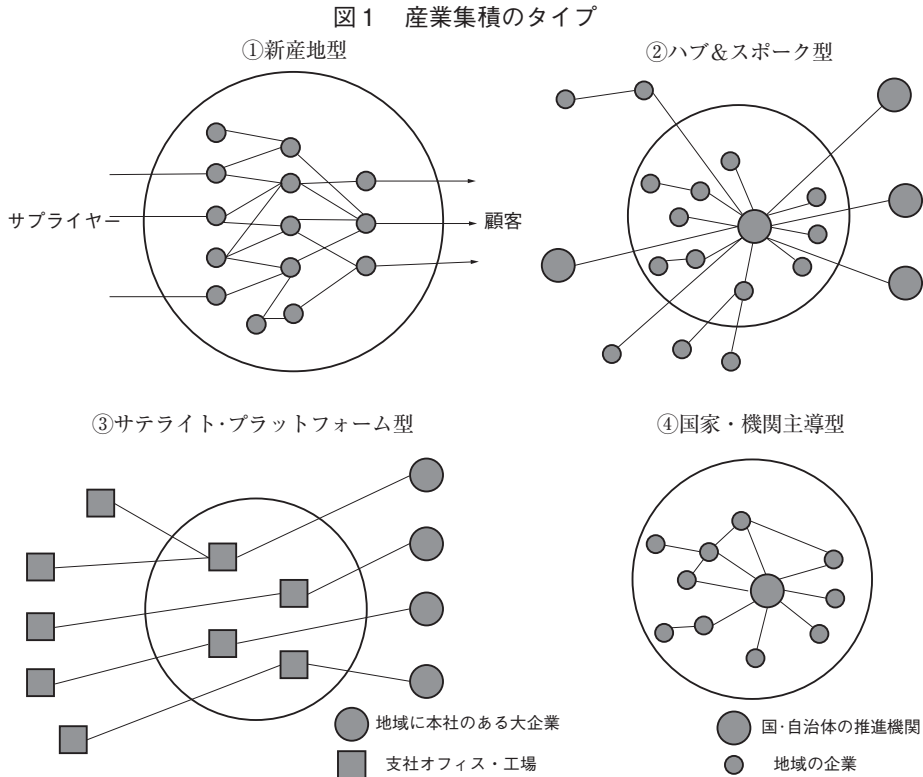 図1 産業集積のタイプ
①新産地型
②ハブ＆スポーク型
サプライヤー
顧客
③サテライト・プラットフォーム型
④国家・機関主導型
地域に本社のある大企業
国・自治体の推進機関
支社オフィス・工場
地域の企業